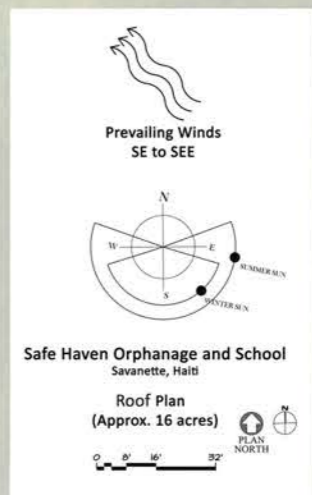 Prevailing Winds
SE to SEE
N
W E
S
SUMMER SUN
WINTER SUN
Safe Haven Orphanage and School
Savanette, Haiti
Roof Plan
(Approx. 16 acres)
N
PLAN
NORTH
0 8' 16' 32'